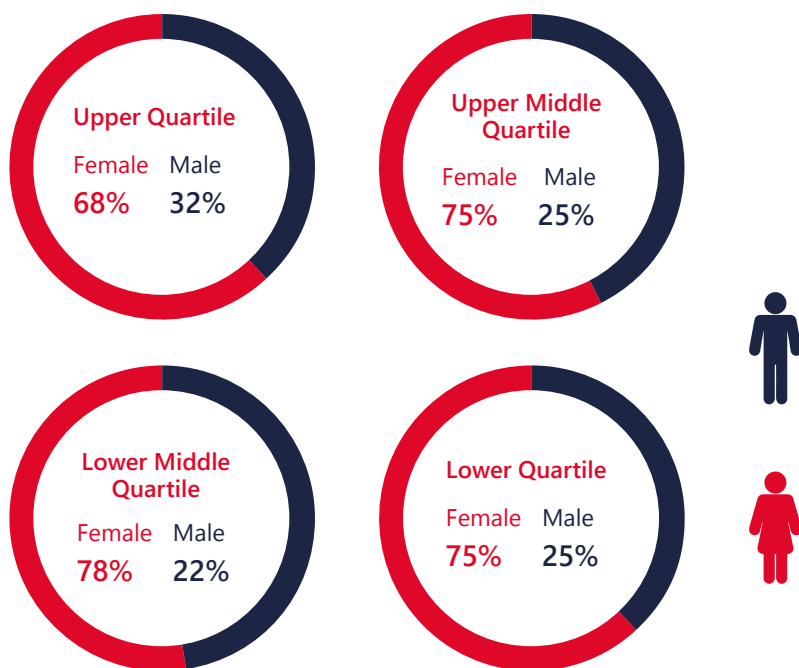 Upper Quartile
Female Male
68% 32%
Upper Middle
Quartile
Female Male
75% 25%
Lower Middle
Quartile
Female Male
78% 22%
Lower Quartile
Female Male
75% 25%